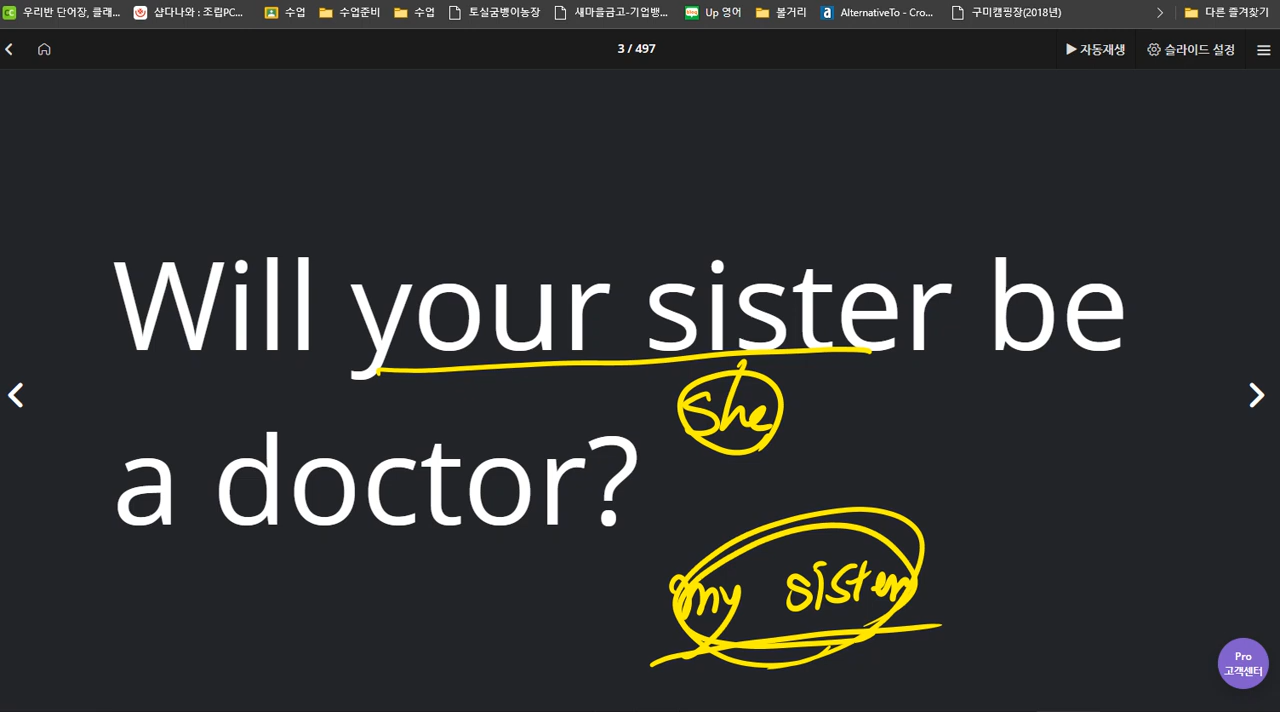 우리반 단어장, 클래... 샵다나와 : 조립PC... 수업 수업준비 수업 토실굼벵이농장 새마을금고-기업뱅... Up 영어 볼거리 AlternativeTo - Cro... 구미캠핑장(2018년) 다른 즐겨찾기
3 / 497 자동재생 슬라이드 설정
Will your sister be
she
a doctor?
my sister
Pro
고객센터